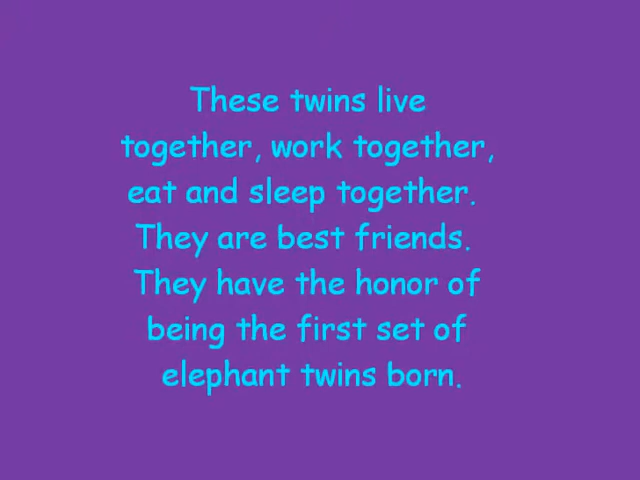 These twins live
together, work together,
eat and sleep together.
They are best friends.
They have the honor of
being the first set of
elephant twins born.